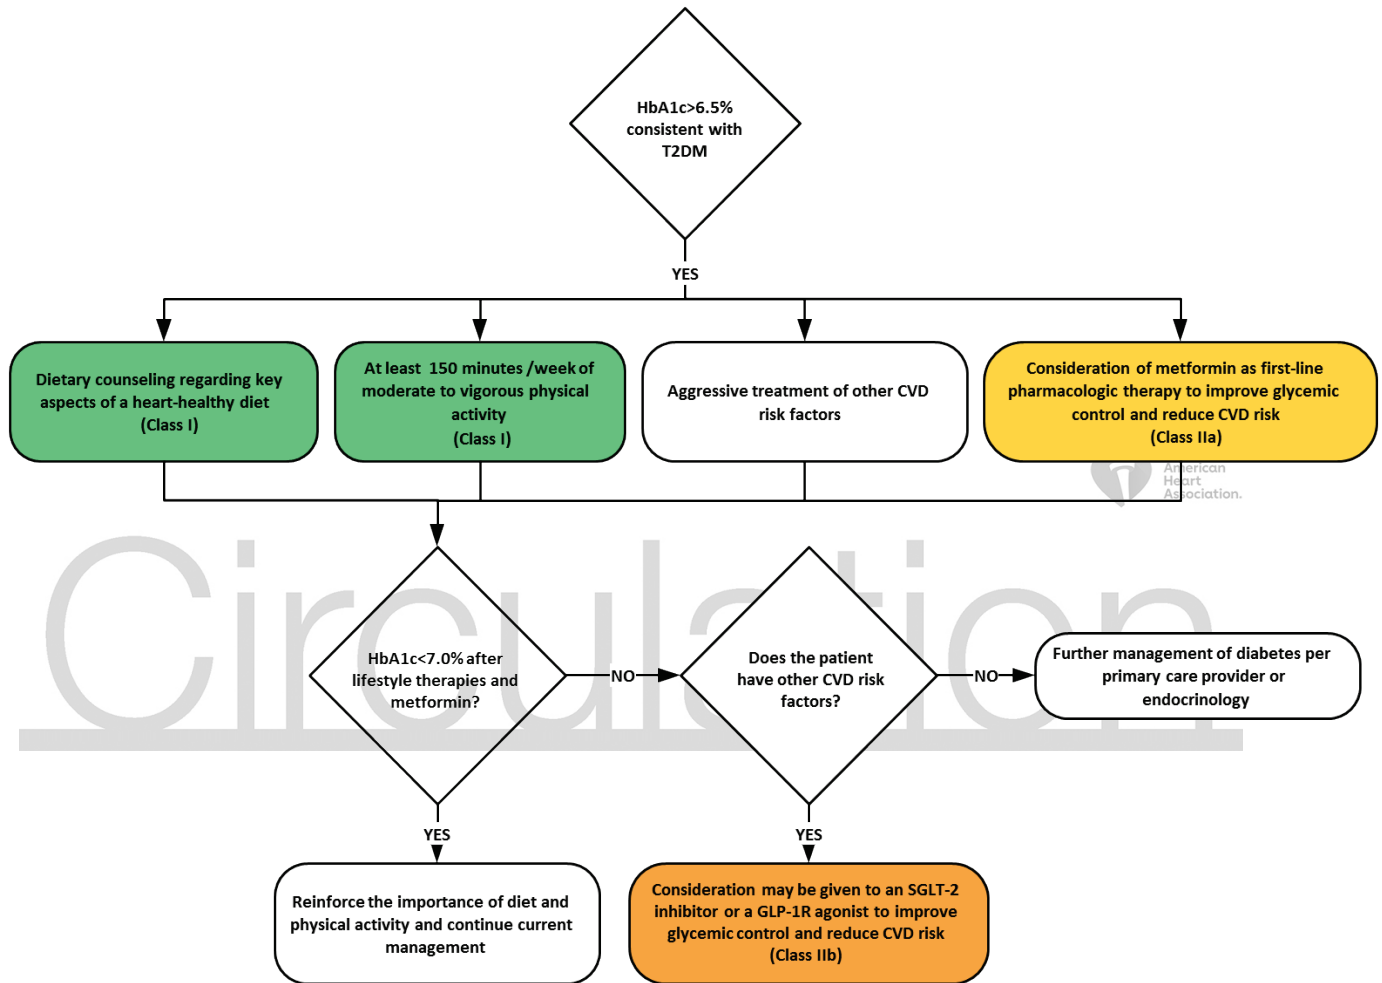 HbA1c>6.5%
consistent with
T2DM
YES
Dietary counseling regarding key
aspects of a heart-healthy diet
(Class I)
At least 150 minutes /week of
moderate to vigorous physical
activity
(Class I)
Aggressive treatment of other CVD
risk factors
Consideration of metformin as first-line
pharmacologic therapy to improve glycemic
control and reduce CVD risk
(Class IIa)
American
Heart
Association.
Circulation
HbA1c<7.0% after
lifestyle therapies and
metformin?
NO
Does the patient
have other CVD risk
factors?
NO
Further management of diabetes per
primary care provider or
endocrinology
YES
YES
Reinforce the importance of diet and
physical activity and continue current
management
Consideration may be given to an SGLT-2
inhibitor or a GLP-1R agonist to improve
glycemic control and reduce CVD risk
(Class IIb)